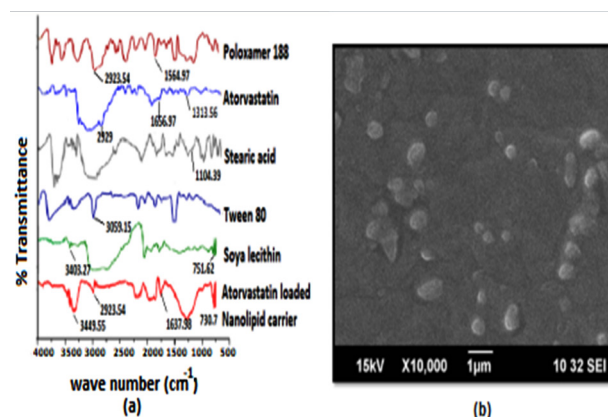 (a)
% Transmittance
Poloxamer 188
2923.54
1564.97
Atorvastatin
2929
1656.97
1313.56
Stearic acid
1104.39
Tween 80
3059.15
Soya lecithin
3403.27
751.62
Atorvastatin loaded
Nanolipid carrier
3449.55
2923.54
1637.98
730.7
4000 3500 3000 2500 2000 1500 1000 500
wave number (cm-1)
(a)
15kV X10,000 1µm 10 32 SEI
(b)